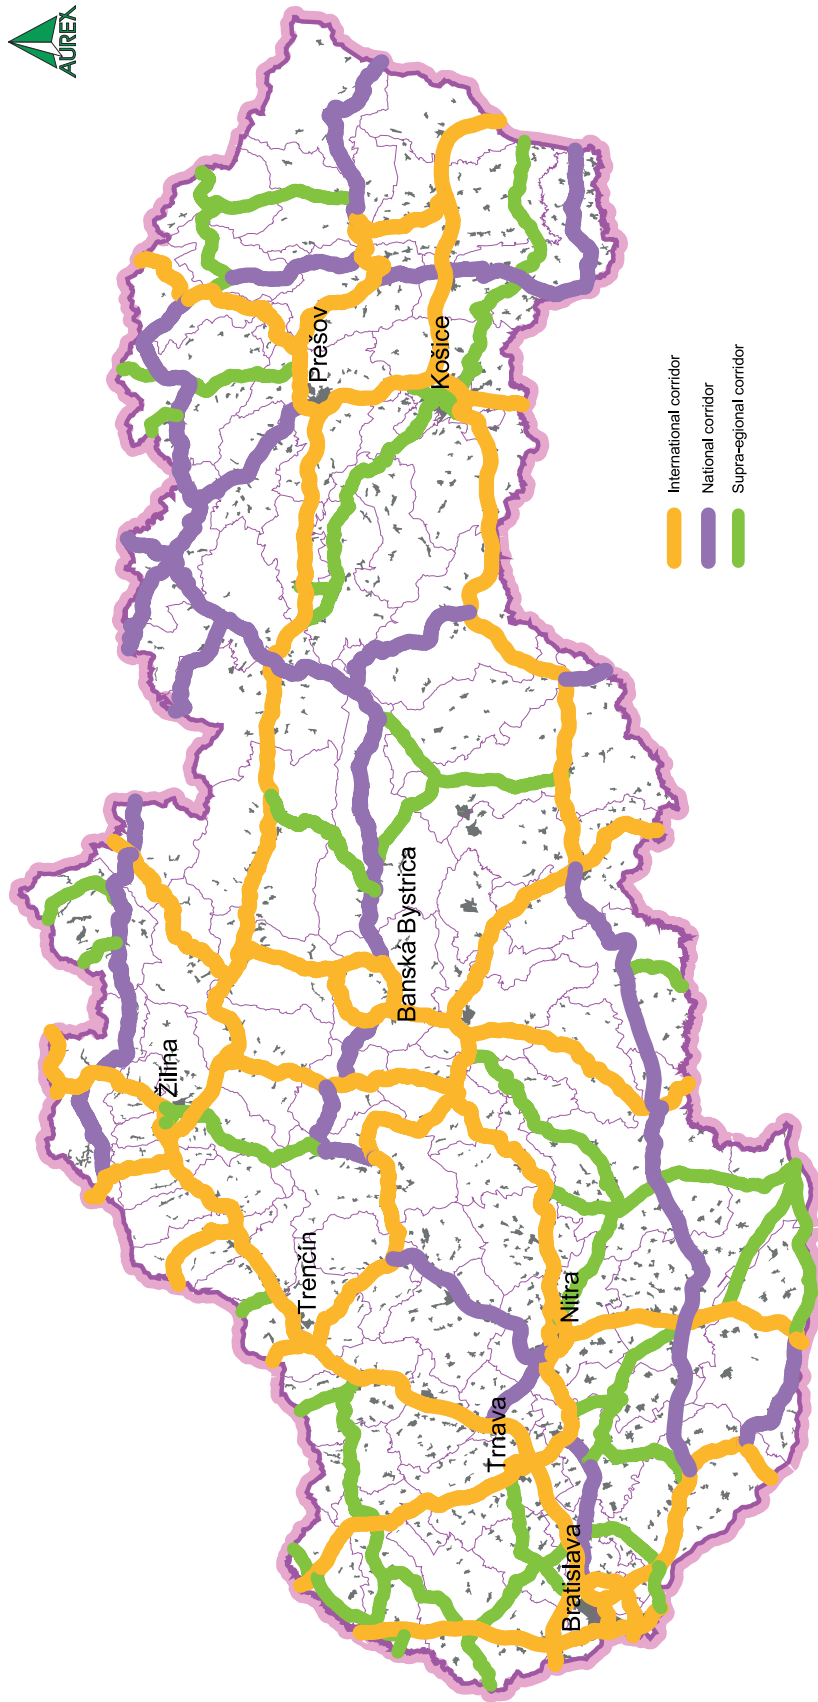 AUREX
Prešov
Košice
International corridor
National corridor
Supra-egional corridor
Banská Bystrica
Žilina
Trenčín
Nitra
Trnava
Bratislava